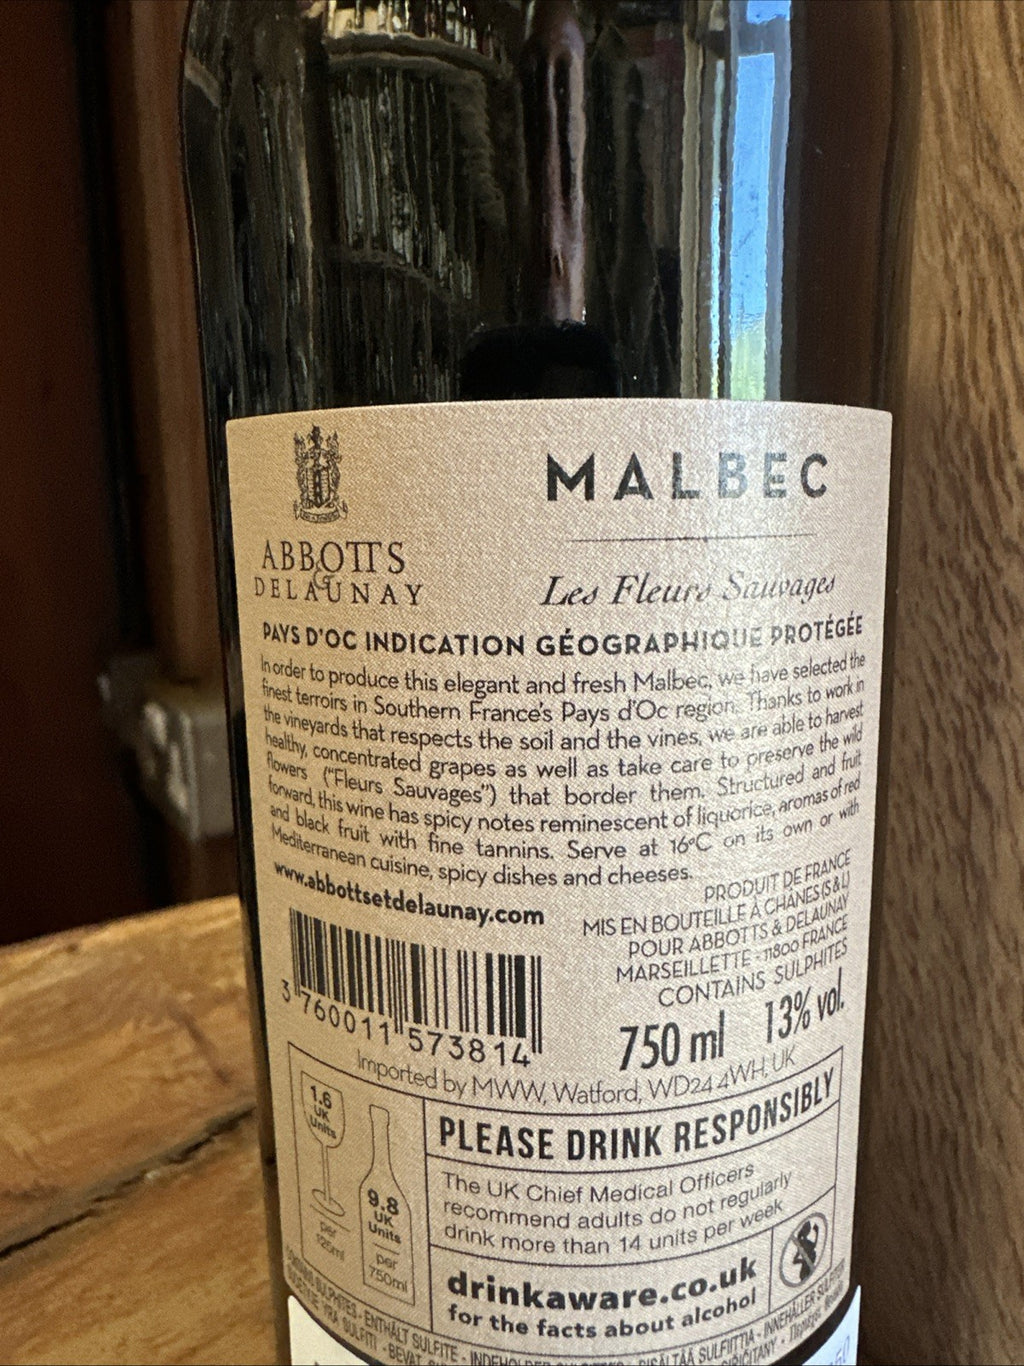 MALBEC
ABBOTTS
&
DELAUNAY
Les Fleurs Sauvages
PAYS D'OC INDICATION GÉOGRAPHIQUE PROTÉGÉE
In order to produce this elegant and fresh Malbec, we have selected the
finest terroirs in Southern France's Pays d'Oc region. Thanks to work in
the vineyards that respects the soil and the vines, we are able to harvest
healthy, concentrated grapes as well as take care to preserve the wild
flowers ("Fleurs Sauvages") that border them. Structured and fruit
forward, this wine has spicy notes reminescent of liquorice, aromas of red
and black fruit with fine tannins. Serve at 16°C on its own or with
Mediterranean cuisine, spicy dishes and cheeses.
www.abbottsetdelaunay.com
PRODUIT DE FRANCE
MIS EN BOUTEILLE À CHÂNES (S&L)
POUR ABBOTTS & DELAUNAY
MARSEILLETTE - 11800 FRANCE
CONTAINS SULPHITES
3 760011 573814
750 ml 13% vol.
Imported by MWW, Watford, WD24 4WH, UK
1.6
UK
Units
per
125ml
9.8
UK
Units
per
750ml
PLEASE DRINK RESPONSIBLY
The UK Chief Medical Officers
recommend adults do not regularly
drink more than 14 units per week
drinkaware.co.uk
for the facts about alcohol
SULPHITES - ENTHÄLT SULFITE - SULFIITTIA - INNEHÅLLER
SULFITI - BEVAT